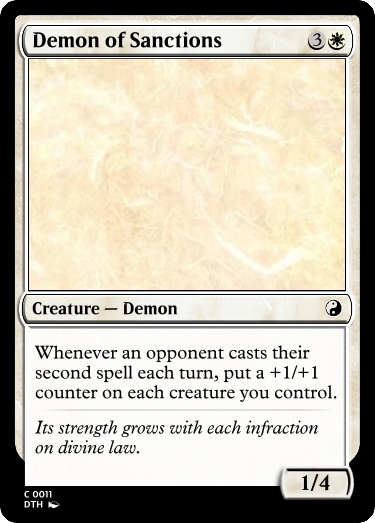 Demon of Sanctions 3
Creature — Demon
Whenever an opponent casts their
second spell each turn, put a +1/+1
counter on each creature you control.
Its strength grows with each infraction
on divine law.
1/4
C 0011
DTH